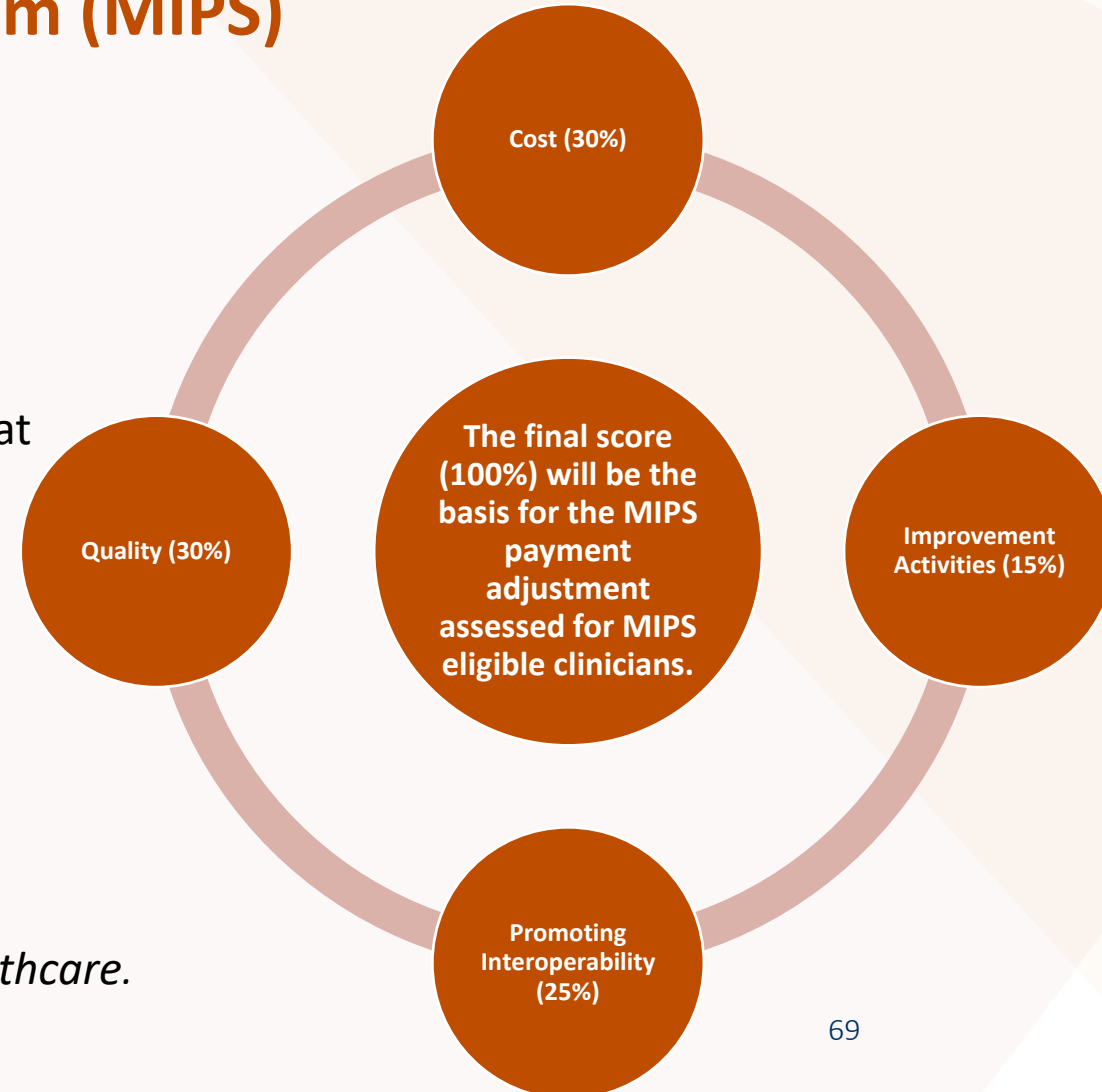 m (MIPS)
Cost (30%)
at
The final score
(100%) will be the
basis for the MIPS
payment
adjustment
assessed for MIPS
eligible clinicians.
Quality (30%)
Improvement
Activities (15%)
Promoting
Interoperability
(25%)
thcare.
69